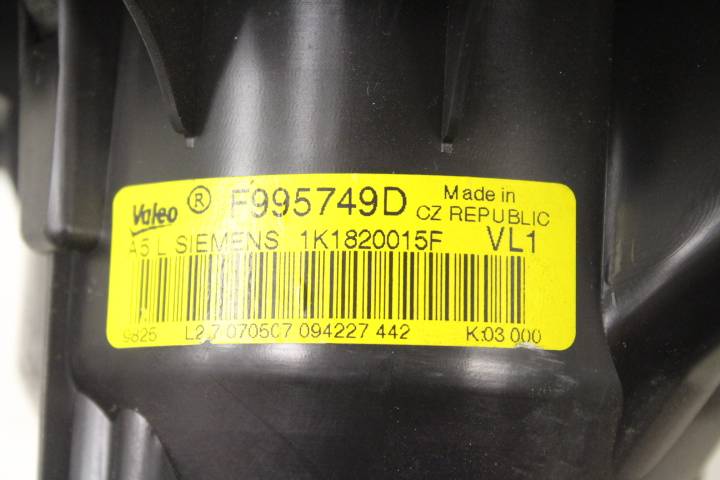 Valeo ® F995749D Made in
CZ REPUBLIC
A5 L SIEMENS 1K1820015F VL1
9825 L2 7 070507 094227 442 K:03 000